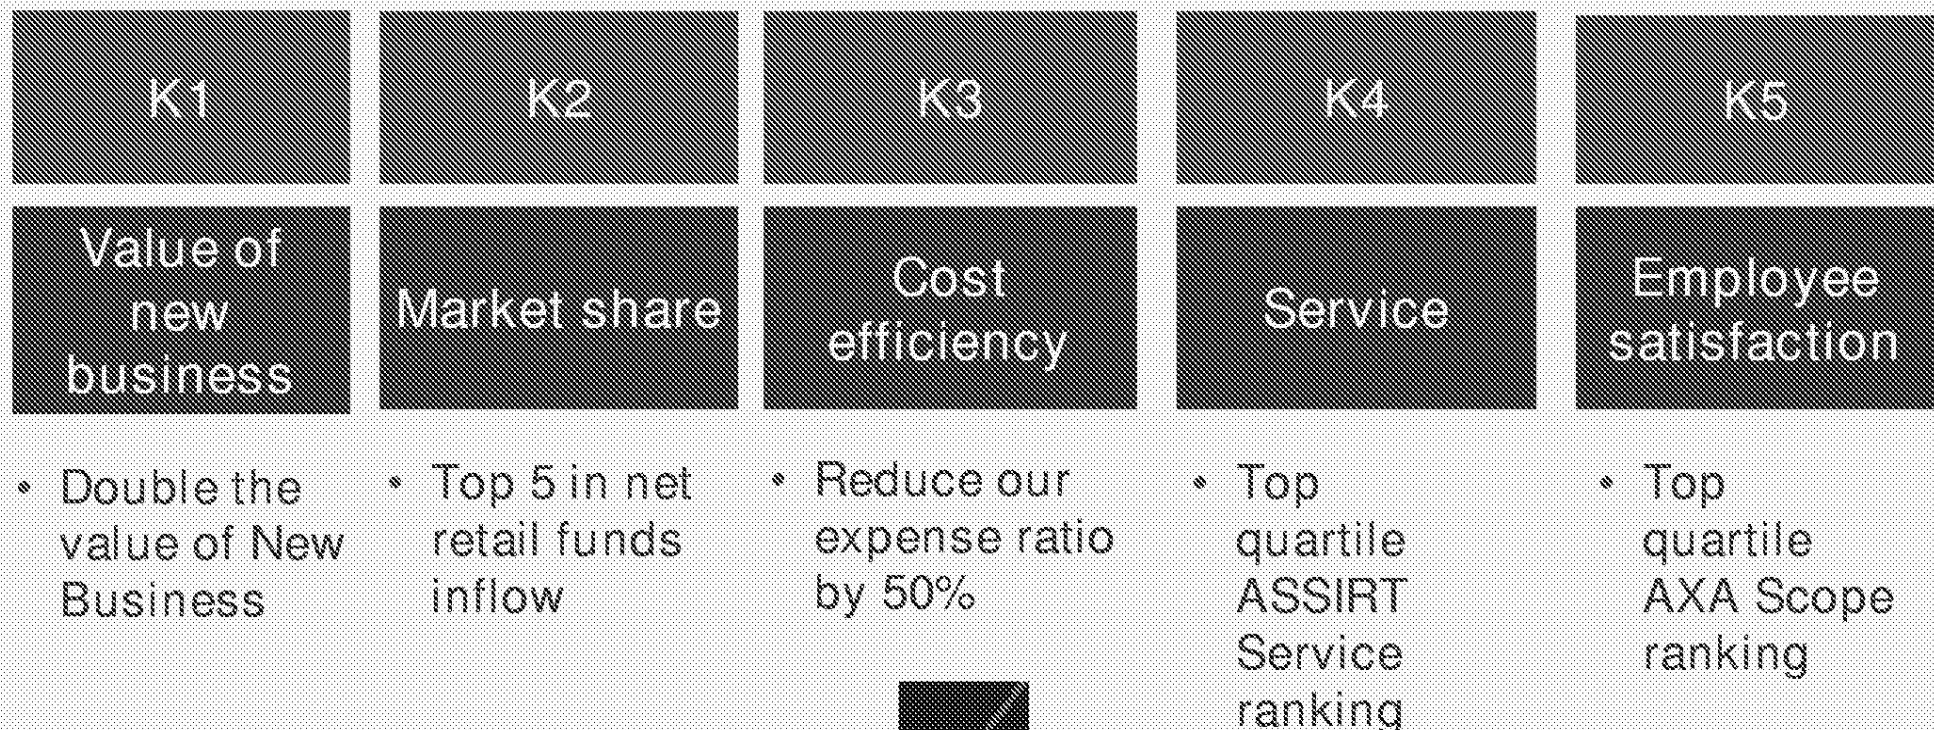 K1
K2
K3
K4
K5
Value of
new
business
Market share
Cost
efficiency
Service
Employee
satisfaction
• Double the
value of New
Business
• Top 5 in net
retail funds
inflow
• Reduce our
expense ratio
by 50%
• Top
quartile
ASSIRT
Service
ranking
• Top
quartile
AXA Scope
ranking